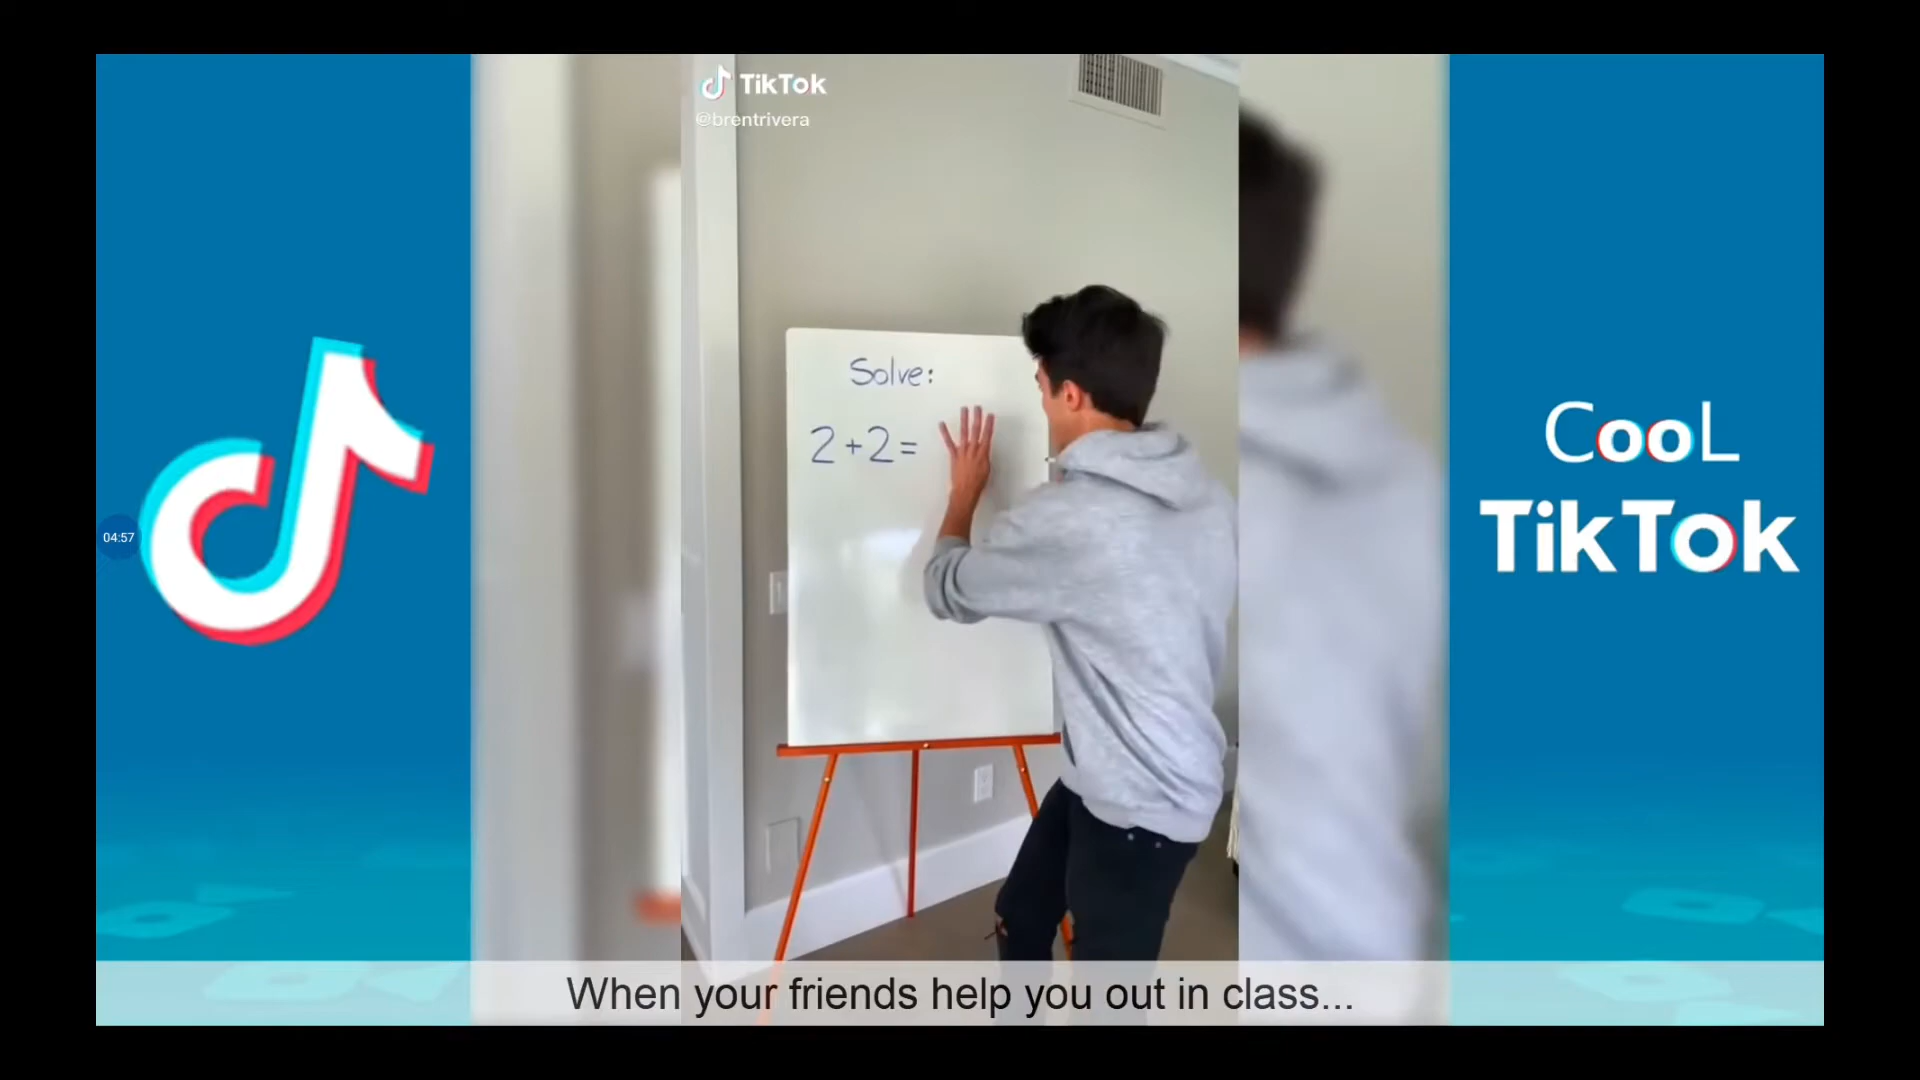 TikTok
@brentrivera
Solve:
2+2=
04:57
CooL
TikTok
When your friends help you out in class...